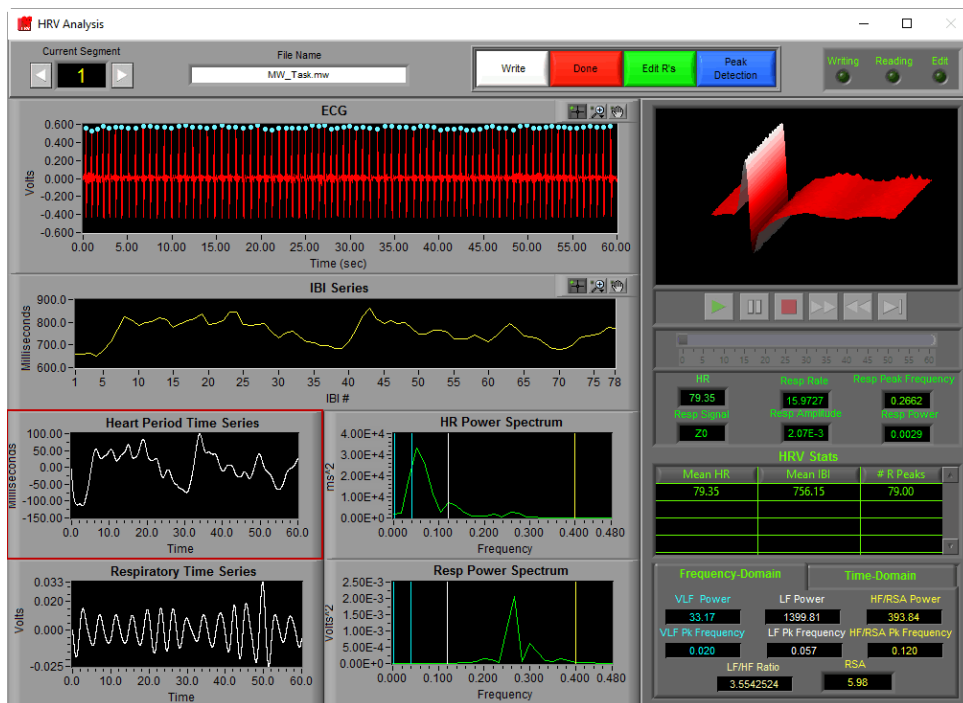 HRV Analysis
Current Segment
1
File Name
MW_Task.mw
Write
Done
Edit R's
Peak Detection
Writing
Reading
Edit
ECG
Volts
0.600
0.400
0.200
0.000
-0.200
-0.400
-0.600
0.00 5.00 10.00 15.00 20.00 25.00 30.00 35.00 40.00 45.00 50.00 55.00 60.00
Time (sec)
IBI Series
Milliseconds
900.0
800.0
700.0
600.0
1 5 10 15 20 25 30 35 40 45 50 55 60 65 70 75 78
IBI #
Heart Period Time Series
Milliseconds
100.00
50.00
0.00
-50.00
-100.00
-150.00
0.0 10.0 20.0 30.0 40.0 50.0 60.0
Time
HR Power Spectrum
ms^2
4.00E+4
3.00E+4
2.00E+4
1.00E+4
0.00E+0
0.000 0.100 0.200 0.300 0.400 0.480
Frequency
Respiratory Time Series
Volts
0.033
0.020
0.000
-0.025
0.0 10.0 20.0 30.0 40.0 50.0 60.0
Time
Resp Power Spectrum
Volts^2
2.50E-3
2.00E-3
1.50E-3
1.00E-3
5.00E-4
0.00E+0
0.000 0.100 0.200 0.300 0.400 0.480
Frequency
0 5 10 15 20 25 30 35 40 45 50 55 60
HR Resp Rate Resp Peak Frequency
79.35 15.9727 0.2662
Resp Signal Resp Amplitude Resp Power
Z0 2.07E-3 0.0029
HRV Stats
Mean HR Mean IBI # R Peaks
79.35 756.15 79.00
Frequency-Domain Time-Domain
VLF Power LF Power HF/RSA Power
33.17 1399.81 393.84
VLF Pk Frequency LF Pk Frequency HF/RSA Pk Frequency
0.020 0.057 0.120
LF/HF Ratio RSA
3.5542524 5.98